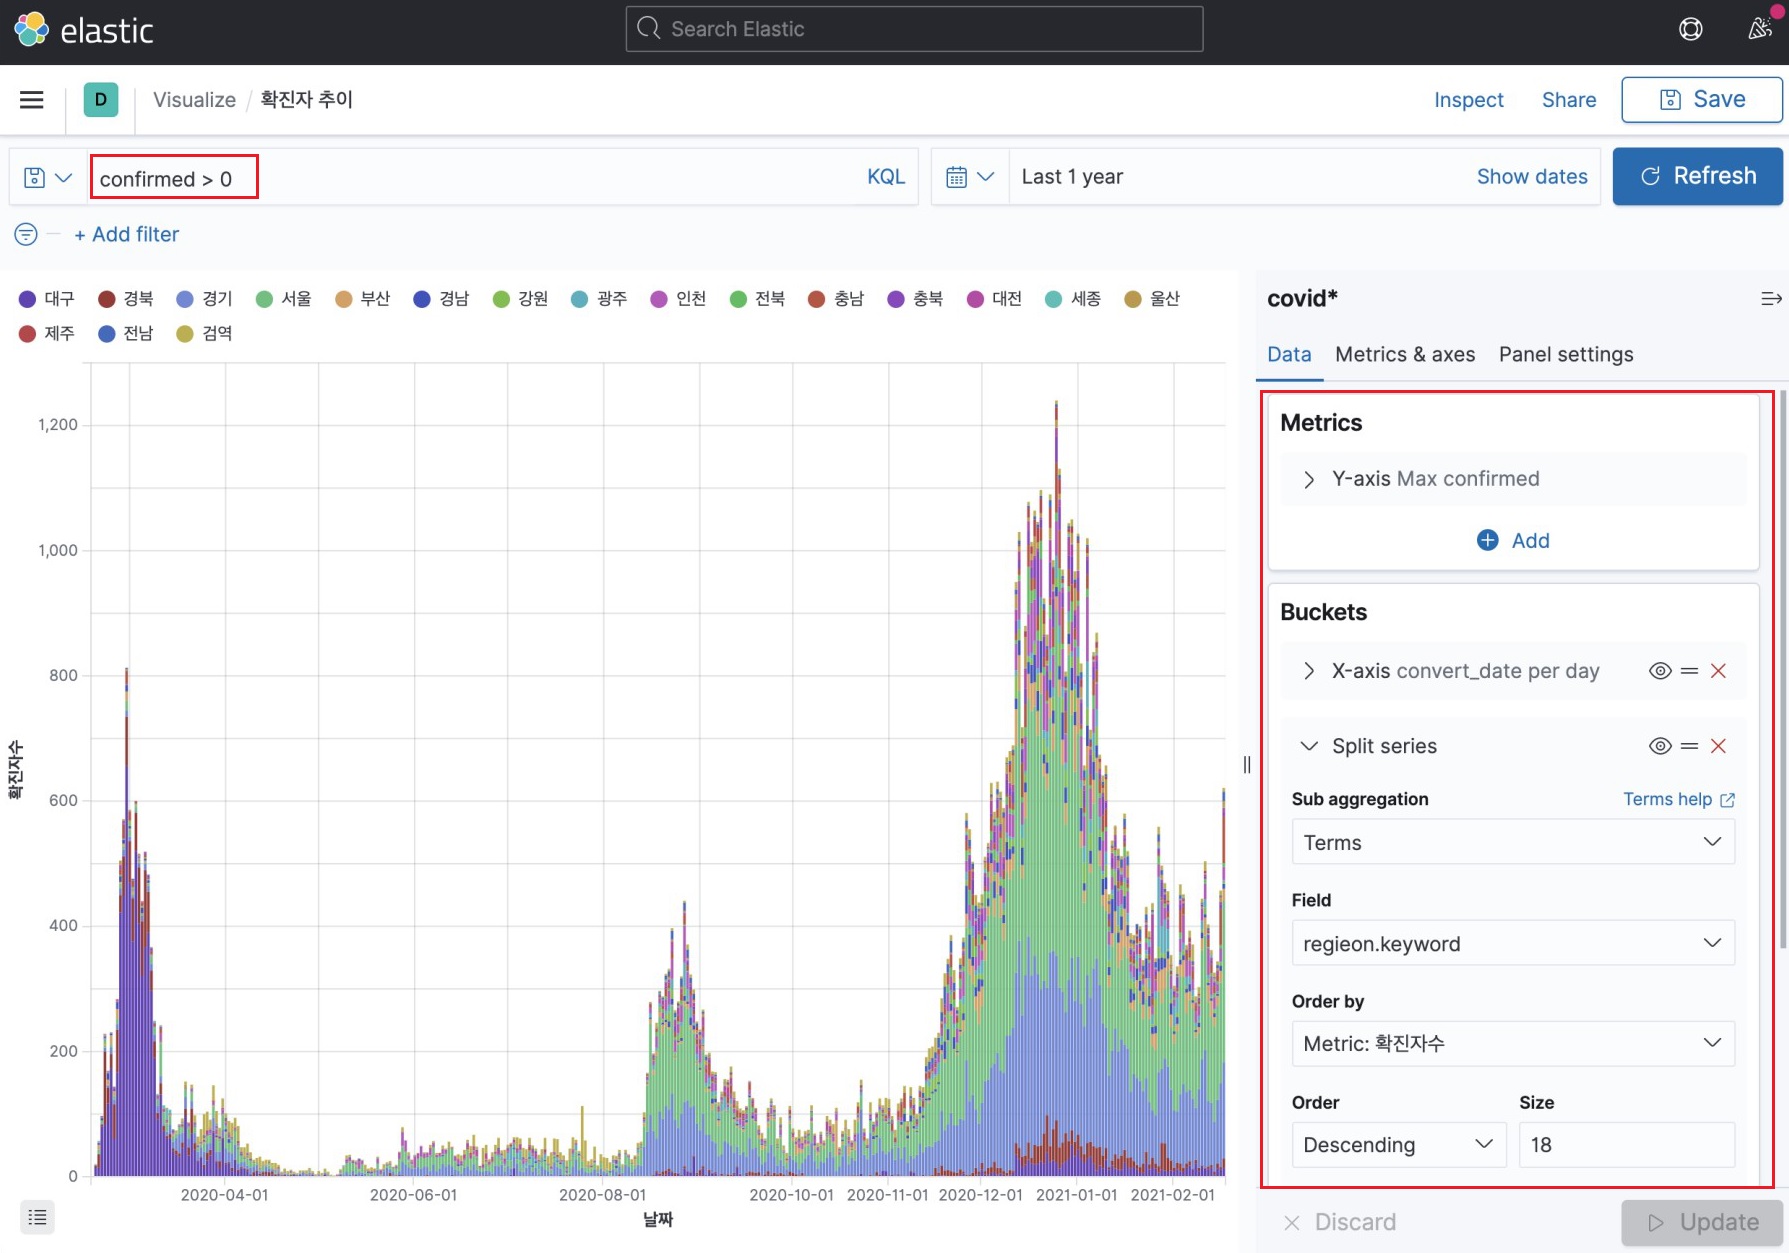 elastic
Search Elastic
D
Visualize / 확진자 추이
Inspect
Share
Save
confirmed > 0
KQL
Last 1 year
Show dates
Refresh
+ Add filter
대구 경북 경기 서울 부산 경남 강원 광주 인천 전북 충남 충북 대전 세종 울산
제주 전남 검역
1,200
1,000
800
600
400
200
0
확진자수
2020-04-01 2020-06-01 2020-08-01 2020-10-01 2020-11-01 2020-12-01 2021-01-01 2021-02-01
날짜
covid*
Data Metrics & axes Panel settings
Metrics
Y-axis Max confirmed
Add
Buckets
X-axis convert_date per day
Split series
Sub aggregation Terms help
Terms
Field
regieon.keyword
Order by
Metric: 확진자수
Order Size
Descending 18
Discard Update